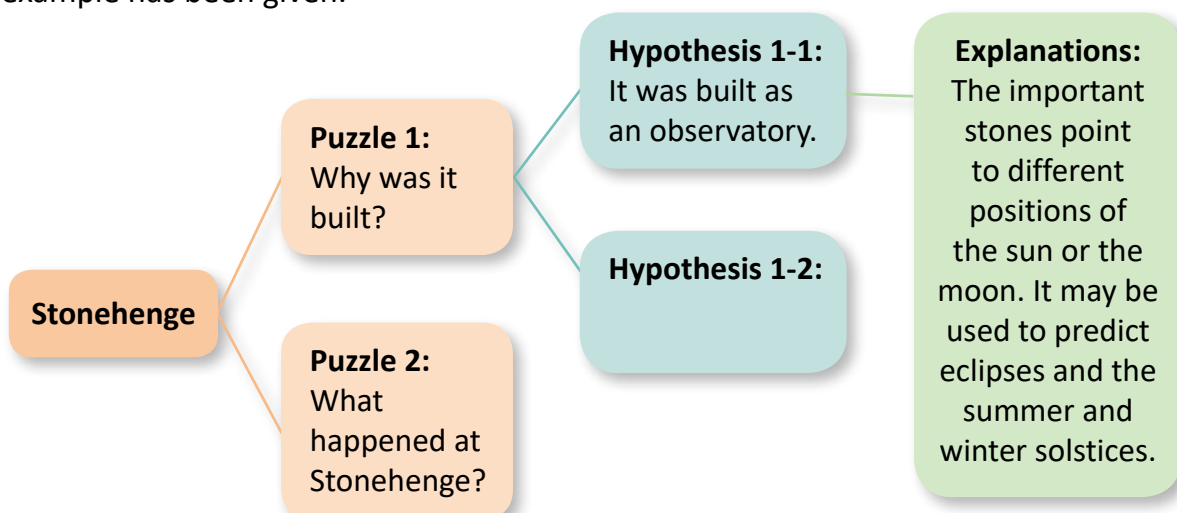 example has been given.
Stonehenge
Puzzle 1:
Why was it
built?
Puzzle 2:
What
happened at
Stonehenge?
Hypothesis 1-1:
It was built as
an observatory.
Hypothesis 1-2:
Explanations:
The important
stones point
to different
positions of
the sun or the
moon. It may be
used to predict
eclipses and the
summer and
winter solstices.